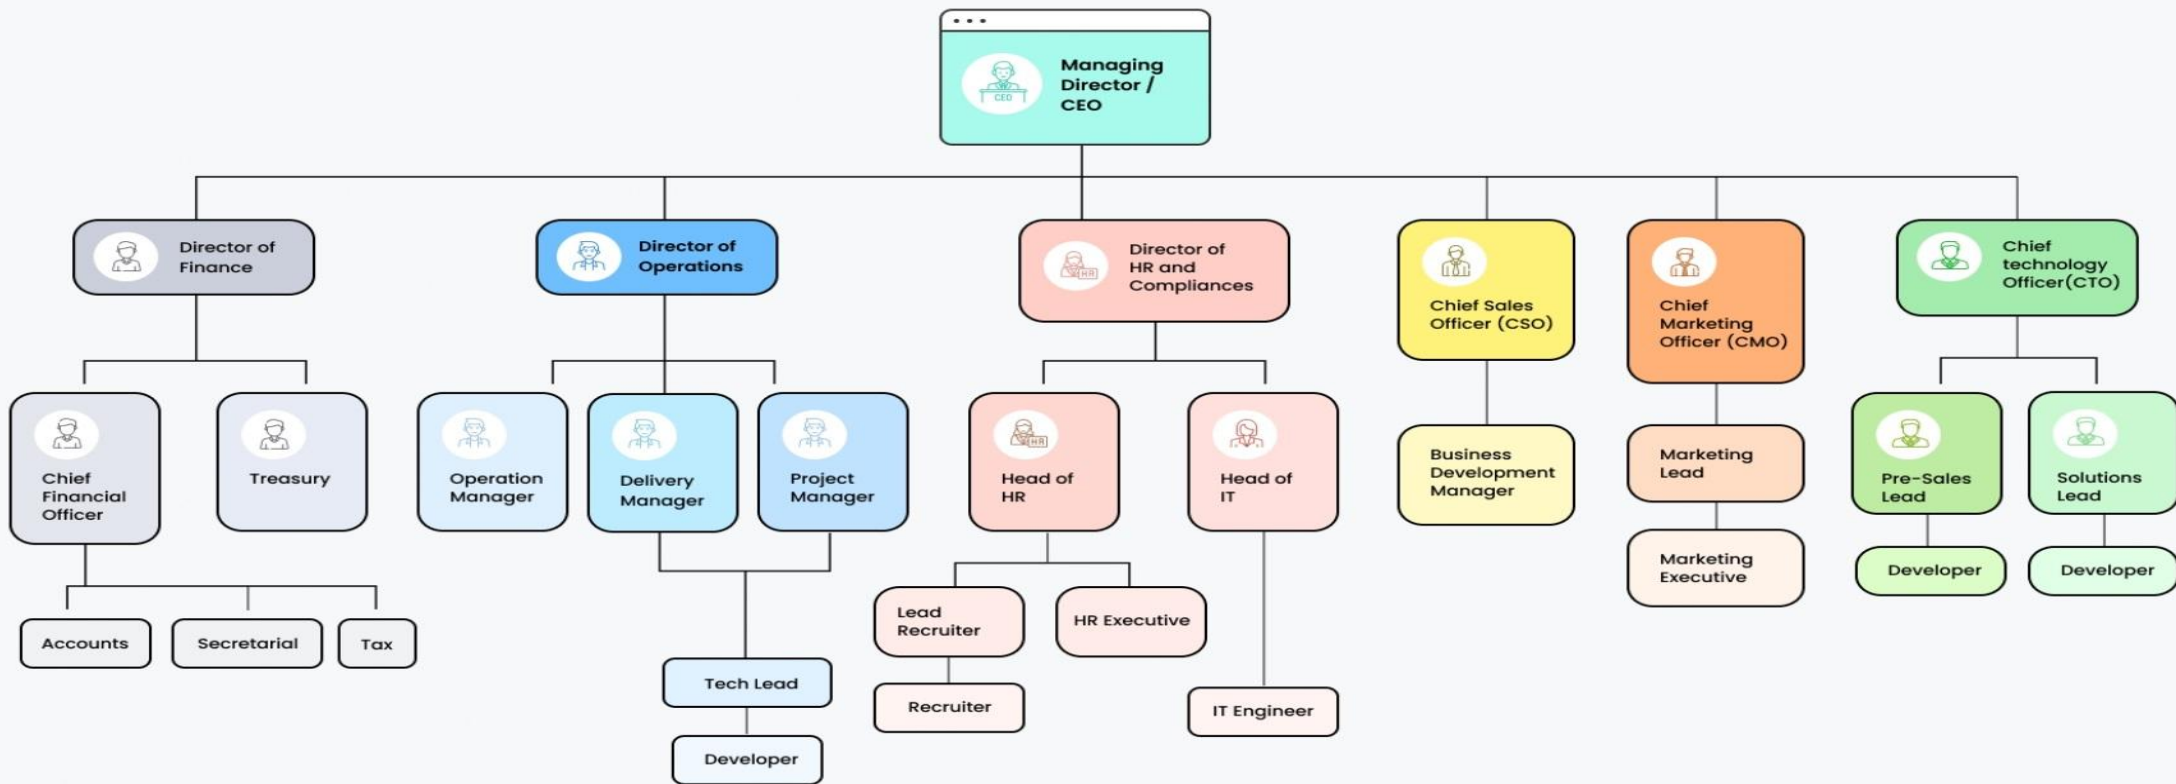 Managing
Director /
CEO
CEO
Director of
Finance
Director of
Operations
Director of
HR and
Compliances
HR
Chief Sales
Officer (CSO)
Chief
Marketing
Officer (CMO)
Chief
technology
Officer(CTO)
Chief
Financial
Officer
Treasury
Operation
Manager
Delivery
Manager
Project
Manager
HR
Head of
HR
Head of
IT
Business
Development
Manager
Marketing
Lead
Pre-Sales
Lead
Solutions
Lead
Marketing
Executive
Developer
Developer
Accounts
Secretarial
Tax
Lead
Recruiter
HR Executive
Tech Lead
Recruiter
IT Engineer
Developer